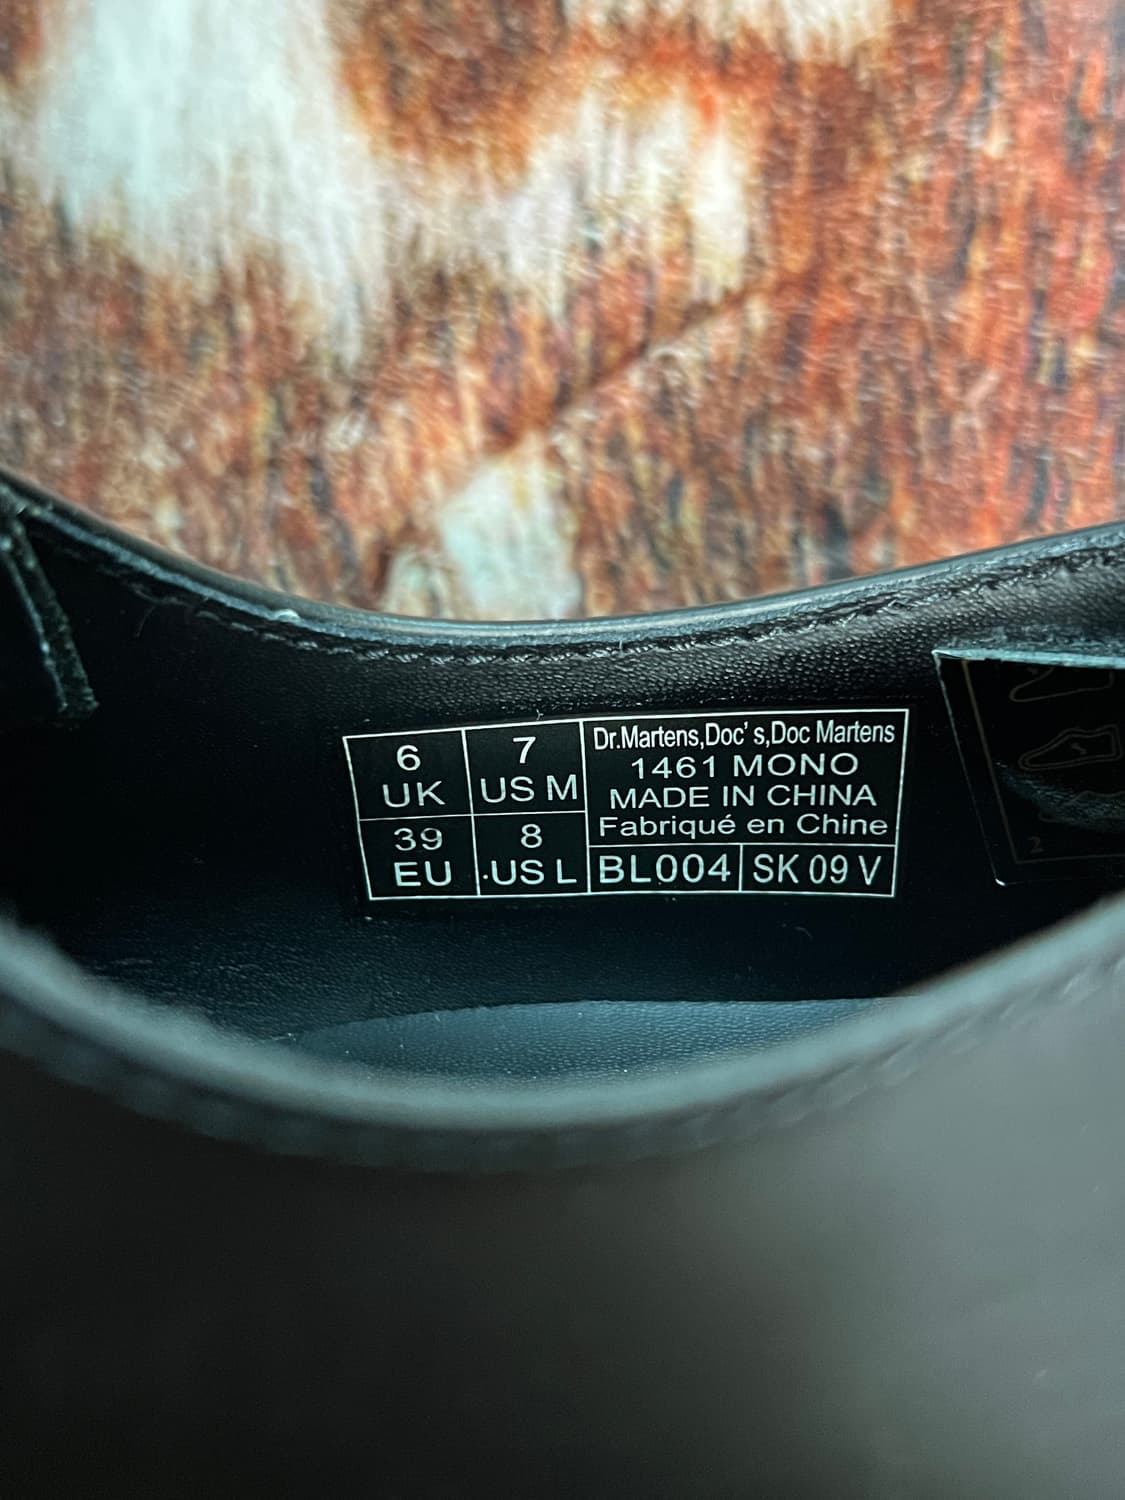 6
UK
7
US M
39
EU
8
·US L
Dr.Martens,Doc's,Doc Martens
1461 MONO
MADE IN CHINA
Fabriqué en Chine
BL004
SK 09 V
2